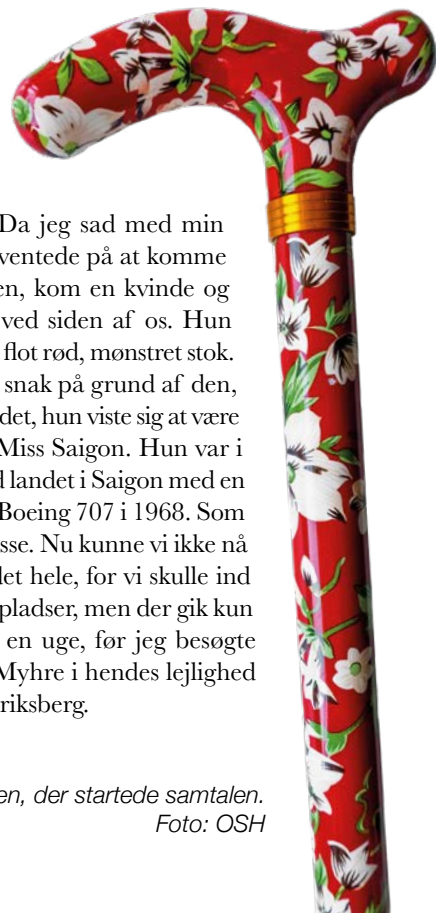 Da jeg sad med min
ventede på at komme
en, kom en kvinde og
ved siden af os. Hun
flot rød, mønstret stok.
snak på grund af den,
det, hun viste sig at være
Miss Saigon. Hun var i
d landet i Saigon med en
Boeing 707 i 1968. Som
sse. Nu kunne vi ikke nå
det hele, for vi skulle ind
pladser, men der gik kun
en uge, før jeg besøgte
Myhre i hendes lejlighed
riksberg.
en, der startede samtalen.
Foto: OSH